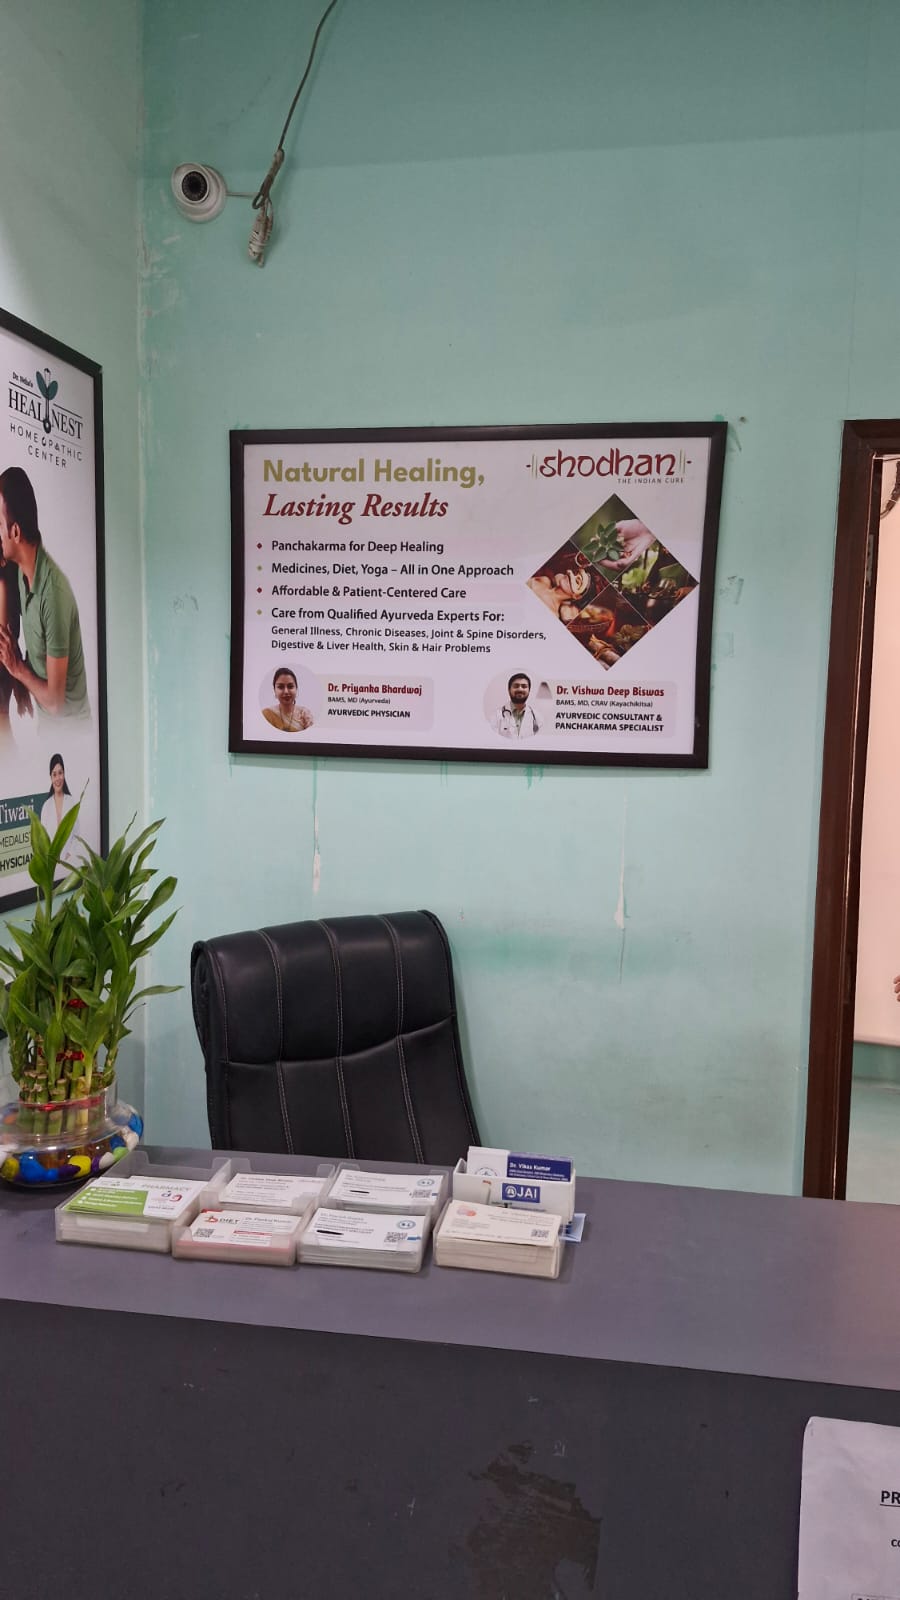 Dr. Neha's
HEAL NEST
HOMEOPATHIC
CENTER
Tiwari
MEDALIST
PHYSICIAN
Natural Healing,
Lasting Results
shodhan
THE INDIAN CURE
Panchakarma for Deep Healing
Medicines, Diet, Yoga – All in One Approach
Affordable & Patient-Centered Care
Care from Qualified Ayurveda Experts For:
General Illness, Chronic Diseases, Joint & Spine Disorders,
Digestive & Liver Health, Skin & Hair Problems
Dr. Priyanka Bhardwaj
BAMS, MD (Ayurveda)
AYURVEDIC PHYSICIAN
Dr. Vishwa Deep Biswas
BAMS, MD, CRAV (Kayachikitsa)
AYURVEDIC CONSULTANT &
PANCHAKARMA SPECIALIST
PHARMACY
DIET
Dr. Vikas Kumar
JAI
PR